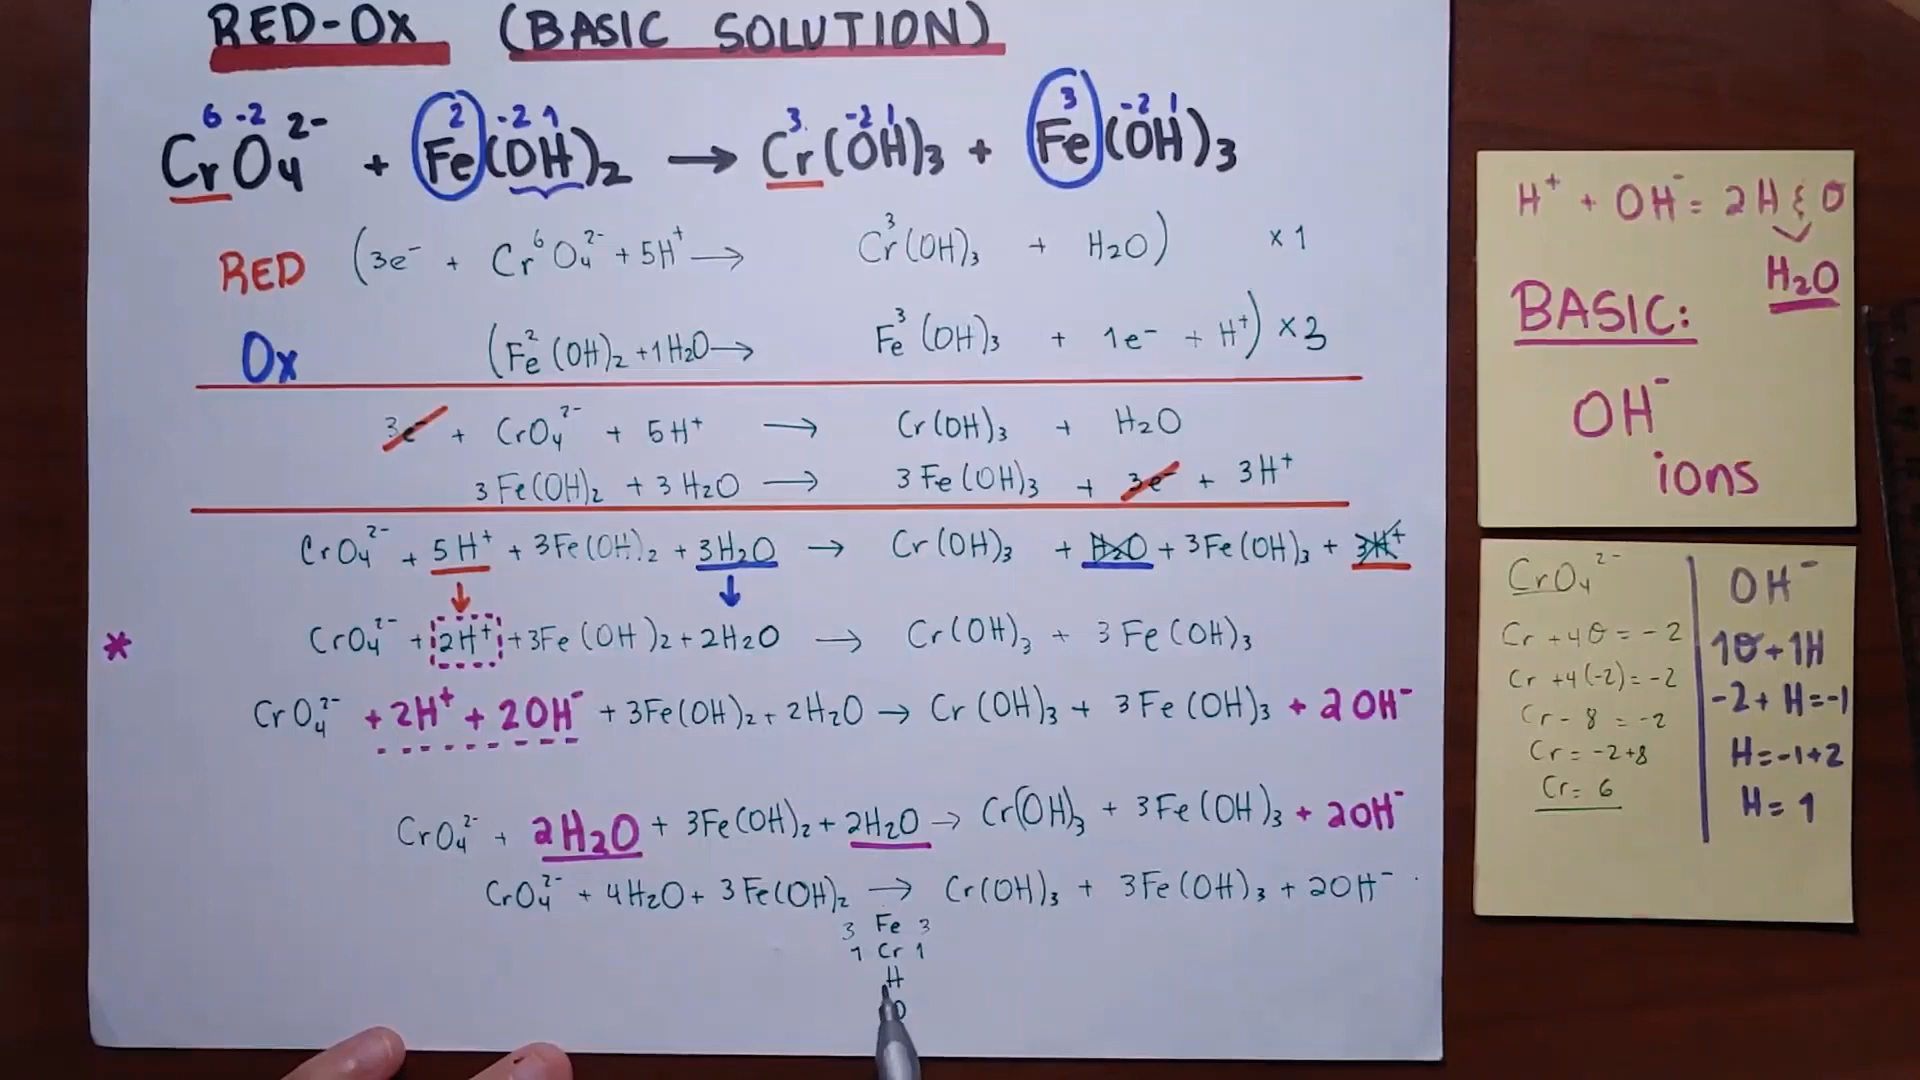 RED-OX (BASIC SOLUTION)
6 -2 2 -2 1 3 -2 1 3 -2 1
CrO₄²⁻ + Fe(OH)₂ → Cr(OH)₃ + Fe(OH)₃
RED (3e⁻ + Cr⁶O₄²⁻ + 5H⁺ → Cr³(OH)₃ + H₂O) x1
Ox (Fe²(OH)₂ + 1H₂O → Fe³(OH)₃ + 1e⁻ + H⁺) x3
3e⁻ + CrO₄²⁻ + 5H⁺ → Cr(OH)₃ + H₂O
3Fe(OH)₂ + 3H₂O → 3Fe(OH)₃ + 3e⁻ + 3H⁺
CrO₄²⁻ + 5H⁺ + 3Fe(OH)₂ + 3H₂O → Cr(OH)₃ + H₂O + 3Fe(OH)₃ + 3H⁺
* CrO₄²⁻ + 2H⁺ + 3Fe(OH)₂ + 2H₂O → Cr(OH)₃ + 3Fe(OH)₃
CrO₄²⁻ + 2H⁺ + 2OH⁻ + 3Fe(OH)₂ + 2H₂O → Cr(OH)₃ + 3Fe(OH)₃ + 2OH⁻
CrO₄²⁻ + 2H₂O + 3Fe(OH)₂ + 2H₂O → Cr(OH)₃ + 3Fe(OH)₃ + 2OH⁻
CrO₄²⁻ + 4H₂O + 3Fe(OH)₂ → Cr(OH)₃ + 3Fe(OH)₃ + 2OH⁻
3 Fe 3
1 Cr 1
H
O
H⁺ + OH⁻ = 2H & O
H₂O
BASIC:
OH⁻
ions
CrO₄²⁻
Cr + 4O = -2
Cr + 4(-2) = -2
Cr - 8 = -2
Cr = -2+8
Cr = 6
OH⁻
1O+1H
-2 + H=-1
H=-1+2
H=1